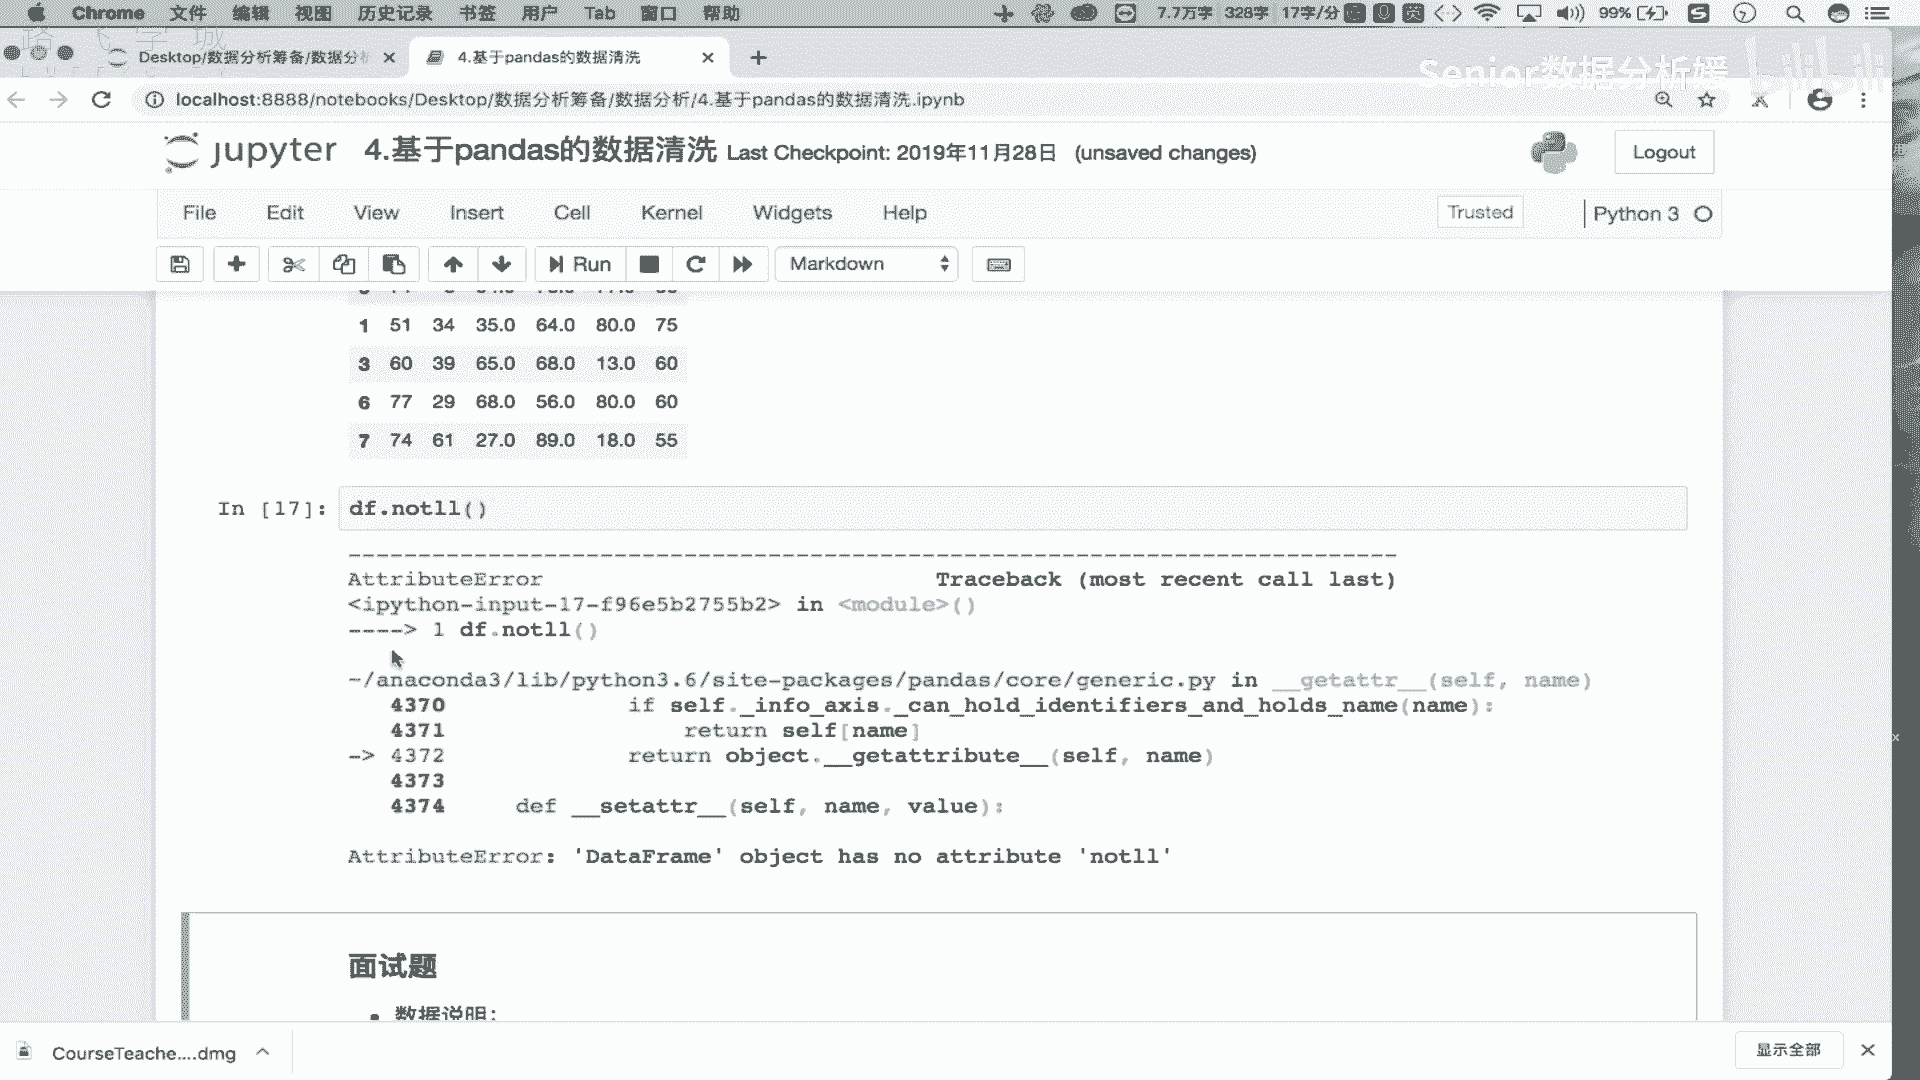 Chrome 文件 编辑 视图 历史记录 书签 用户 Tab 窗口 帮助 7.7万字 328字 17字/分 英 99%
路飞学城
Desktop/数据分析筹备/数据分析 4.基于pandas的数据清洗
Senior数据分析媛 bilibili
localhost:8888/notebooks/Desktop/数据分析筹备/数据分析/4.基于pandas的数据清洗.ipynb
jupyter 4.基于pandas的数据清洗 Last Checkpoint: 2019年11月28日 (unsaved changes) Logout
File Edit View Insert Cell Kernel Widgets Help Trusted Python 3
Run Markdown
1 51 34 35.0 64.0 80.0 75
3 60 39 65.0 68.0 13.0 60
6 77 29 68.0 56.0 80.0 60
7 74 61 27.0 89.0 18.0 55
In [17]: df.notll()
---------------------------------------------------------------------------
AttributeError Traceback (most recent call last)
<ipython-input-17-f96e5b2755b2> in <module>()
----> 1 df.notll()
~/anaconda3/lib/python3.6/site-packages/pandas/core/generic.py in __getattr__(self, name)
4370 if self._info_axis._can_hold_identifiers_and_holds_name(name):
4371 return self[name]
-> 4372 return object.__getattribute__(self, name)
4373
4374 def __setattr__(self, name, value):
AttributeError: 'DataFrame' object has no attribute 'notll'
面试题
• 数据说明:
CourseTeache....dmg 显示全部